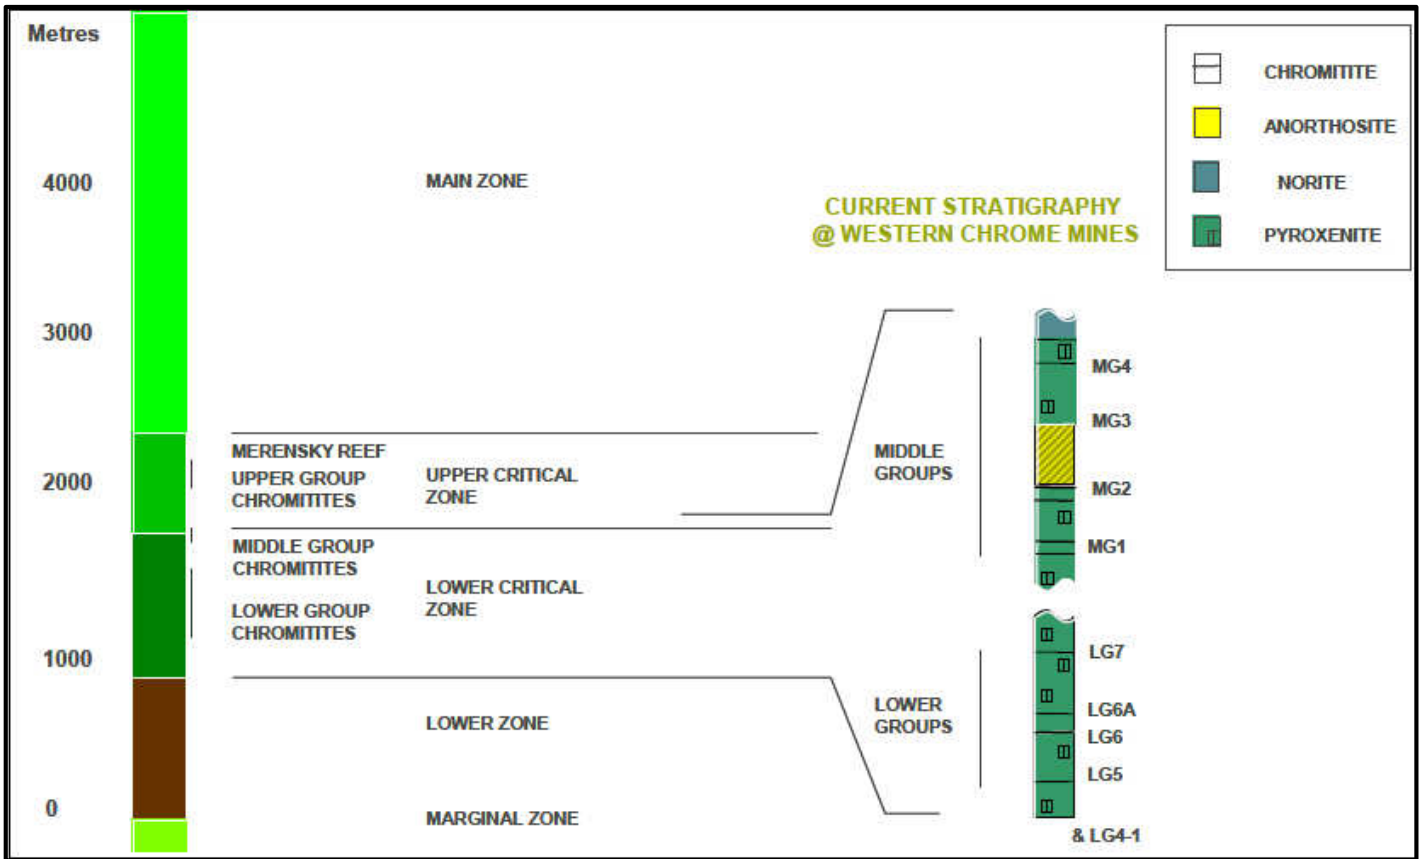 Metres
4000
3000
2000
1000
0
MAIN ZONE
MERENSKY REEF
UPPER GROUP
CHROMITITES
UPPER CRITICAL
ZONE
MIDDLE GROUP
CHROMITITES
LOWER GROUP
CHROMITITES
LOWER CRITICAL
ZONE
LOWER ZONE
MARGINAL ZONE
CURRENT STRATIGRAPHY
@ WESTERN CHROME MINES
MIDDLE
GROUPS
LOWER
GROUPS
MG4
MG3
MG2
MG1
LG7
LG6A
LG6
LG5
& LG4-1
CHROMITITE
ANORTHOSITE
NORITE
PYROXENITE